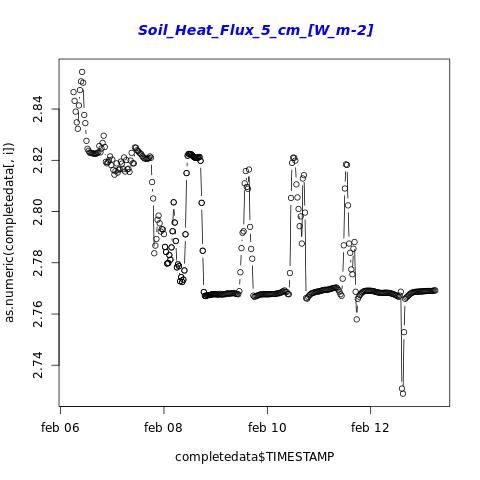 Soil_Heat_Flux_5_cm_[W_m-2]
as.numeric(completedata[, i])
2.84
2.82
2.80
2.78
2.76
2.74
feb 06
feb 08
feb 10
feb 12
completedata$TIMESTAMP